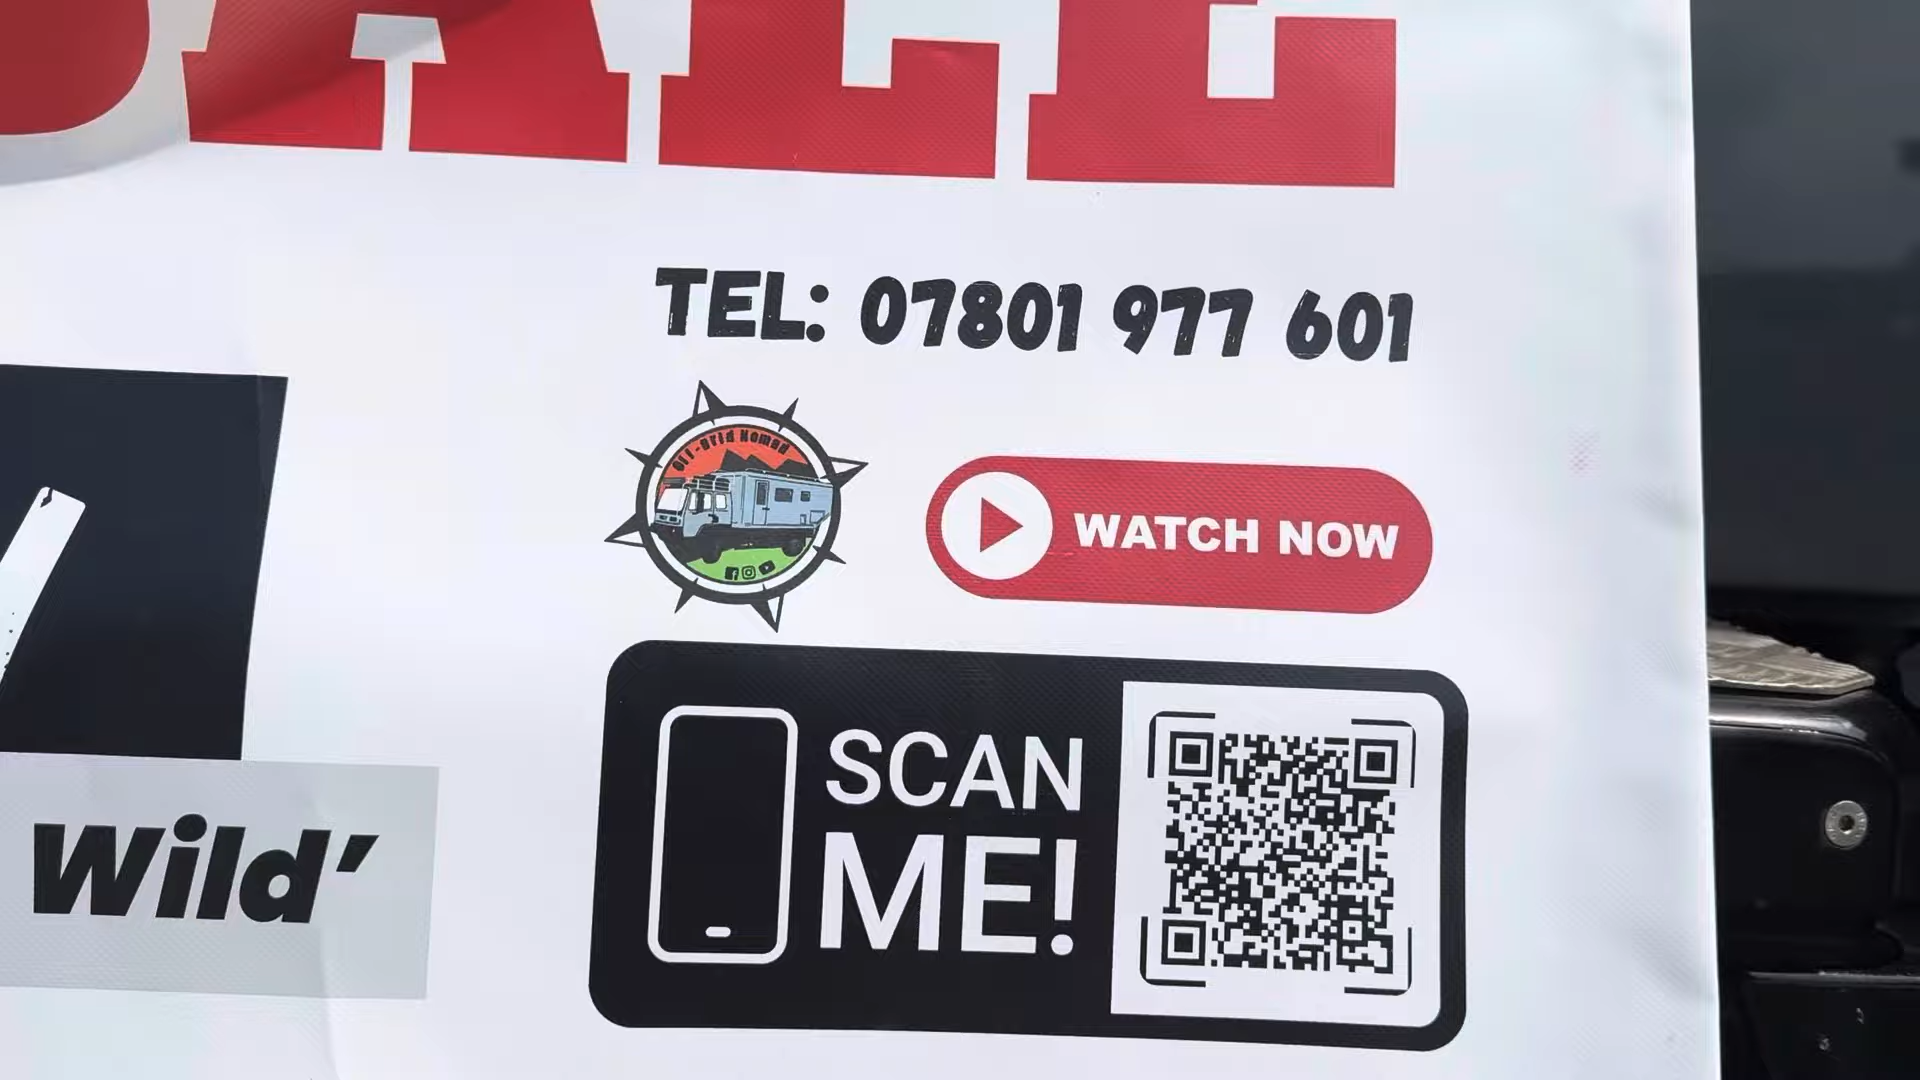 SALE
TEL: 07801 977 601
Off-Grid Nomad
WATCH NOW
SCAN
ME!
Wild’